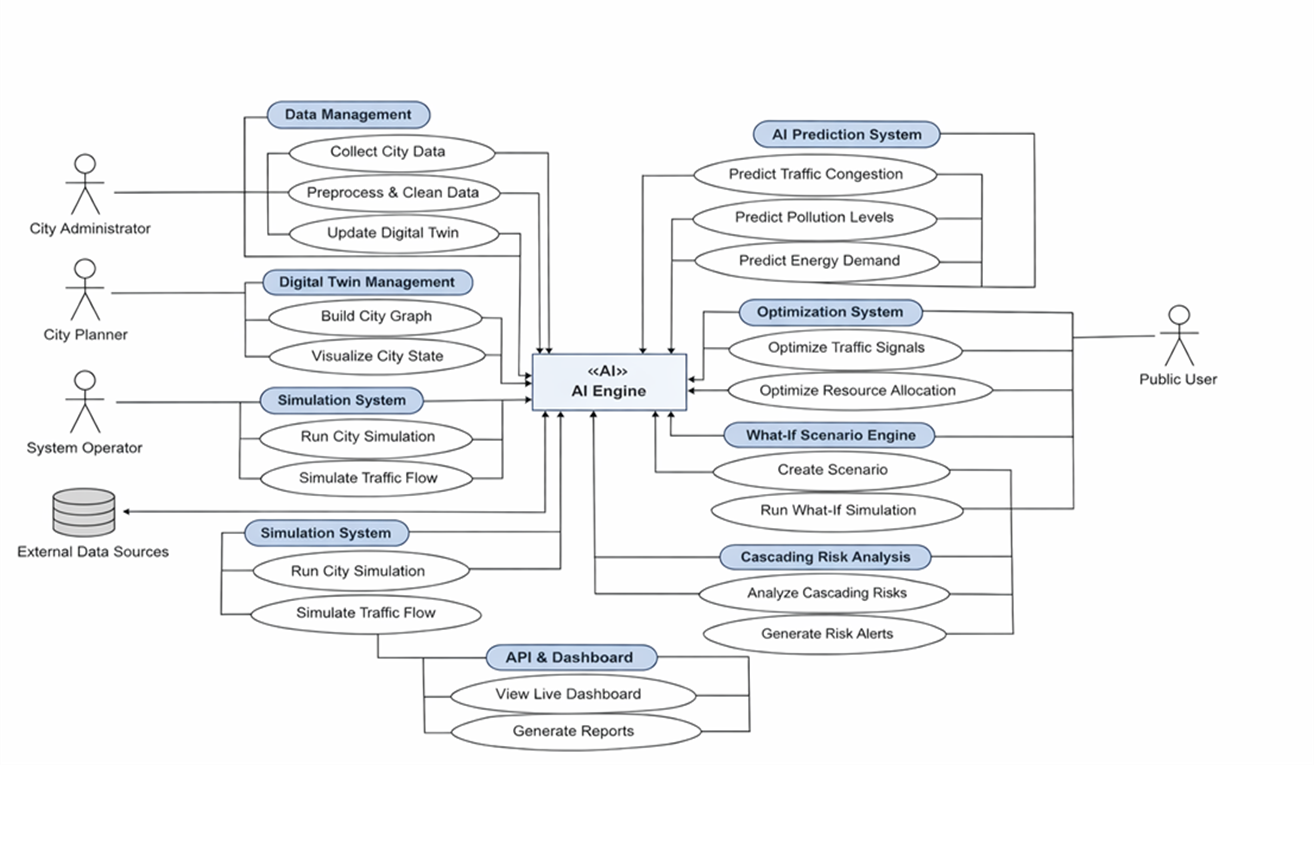 Data Management
Collect City Data
Preprocess & Clean Data
Update Digital Twin
City Administrator
Digital Twin Management
Build City Graph
Visualize City State
City Planner
Simulation System
Run City Simulation
Simulate Traffic Flow
System Operator
External Data Sources
Simulation System
Run City Simulation
Simulate Traffic Flow
API & Dashboard
View Live Dashboard
Generate Reports
‹‹AI››
AI Engine
AI Prediction System
Predict Traffic Congestion
Predict Pollution Levels
Predict Energy Demand
Optimization System
Optimize Traffic Signals
Optimize Resource Allocation
What-If Scenario Engine
Create Scenario
Run What-If Simulation
Cascading Risk Analysis
Analyze Cascading Risks
Generate Risk Alerts
Public User